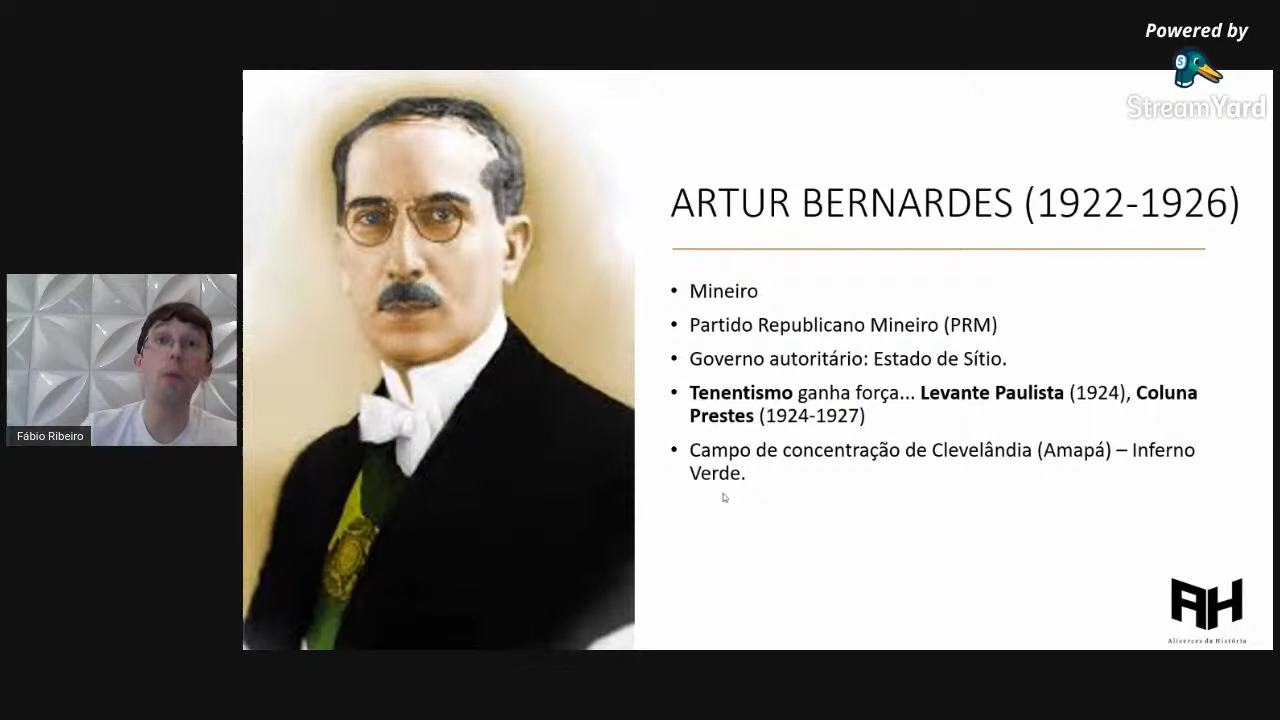 Powered by
StreamYard
ARTUR BERNARDES (1922-1926)
• Mineiro
• Partido Republicano Mineiro (PRM)
• Governo autoritário: Estado de Sítio.
• Tenentismo ganha força... Levante Paulista (1924), Coluna
Prestes (1924-1927)
• Campo de concentração de Clevelândia (Amapá) – Inferno
Verde.
Fábio Ribeiro
AH
Alicerces da História